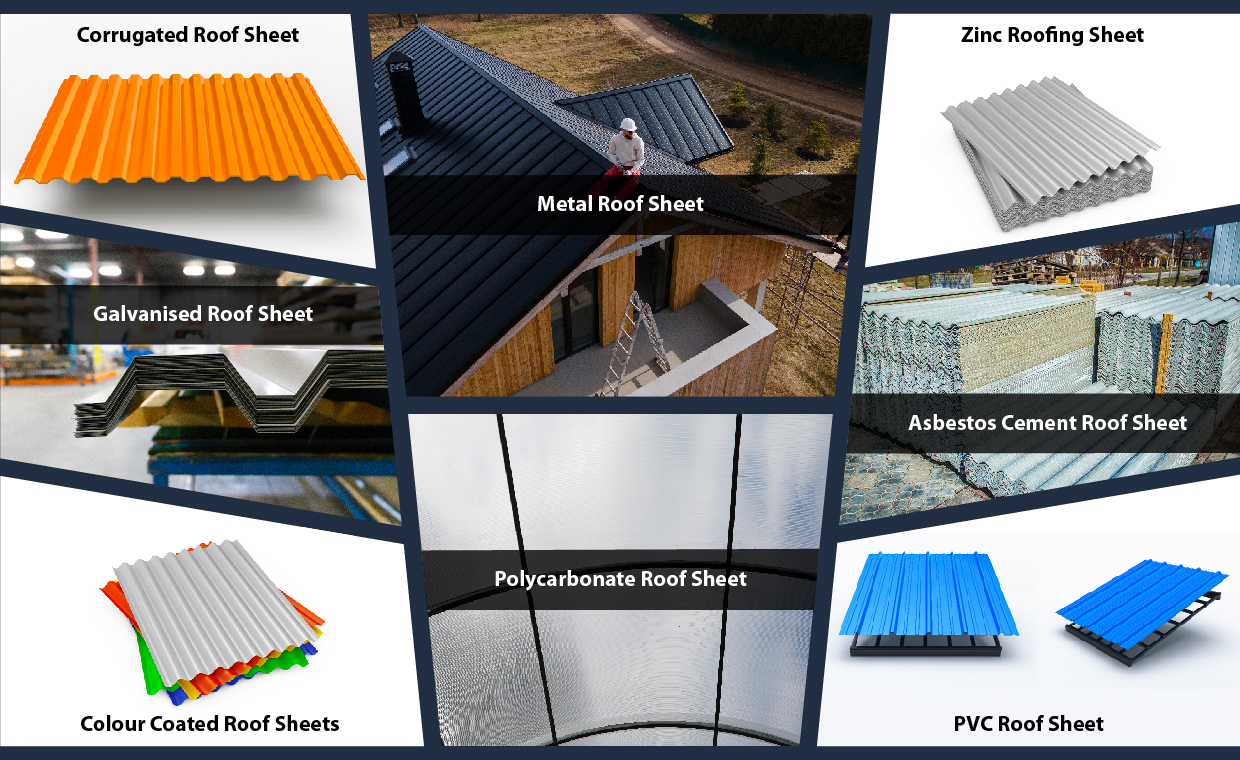 Corrugated Roof Sheet
Metal Roof Sheet
Zinc Roofing Sheet
Galvanised Roof Sheet
Asbestos Cement Roof Sheet
Polycarbonate Roof Sheet
Colour Coated Roof Sheets
PVC Roof Sheet